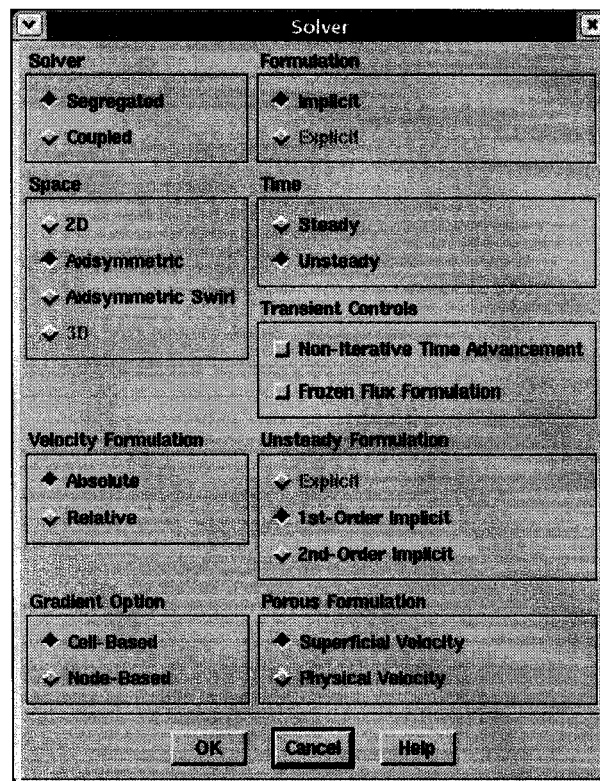 Solver
Solver
Segregated
Coupled
Formulation
Implicit
Explicit
Space
2D
Axisymmetric
Axisymmetric Swirl
3D
Time
Steady
Unsteady
Transient Controls
Non-Iterative Time Advancement
Frozen Flux Formulation
Velocity Formulation
Absolute
Relative
Unsteady Formulation
Explicit
1st-Order Implicit
2nd-Order Implicit
Gradient Option
Cell-Based
Node-Based
Porous Formulation
Superficial Velocity
Physical Velocity
OK
Cancel
Help